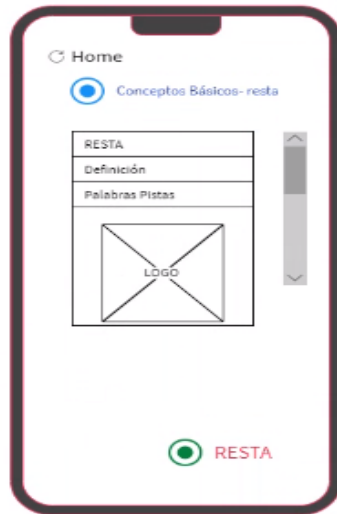 Home
Conceptos Básicos- resta
RESTA
Definición
Palabras Pistas
LOGO
RESTA